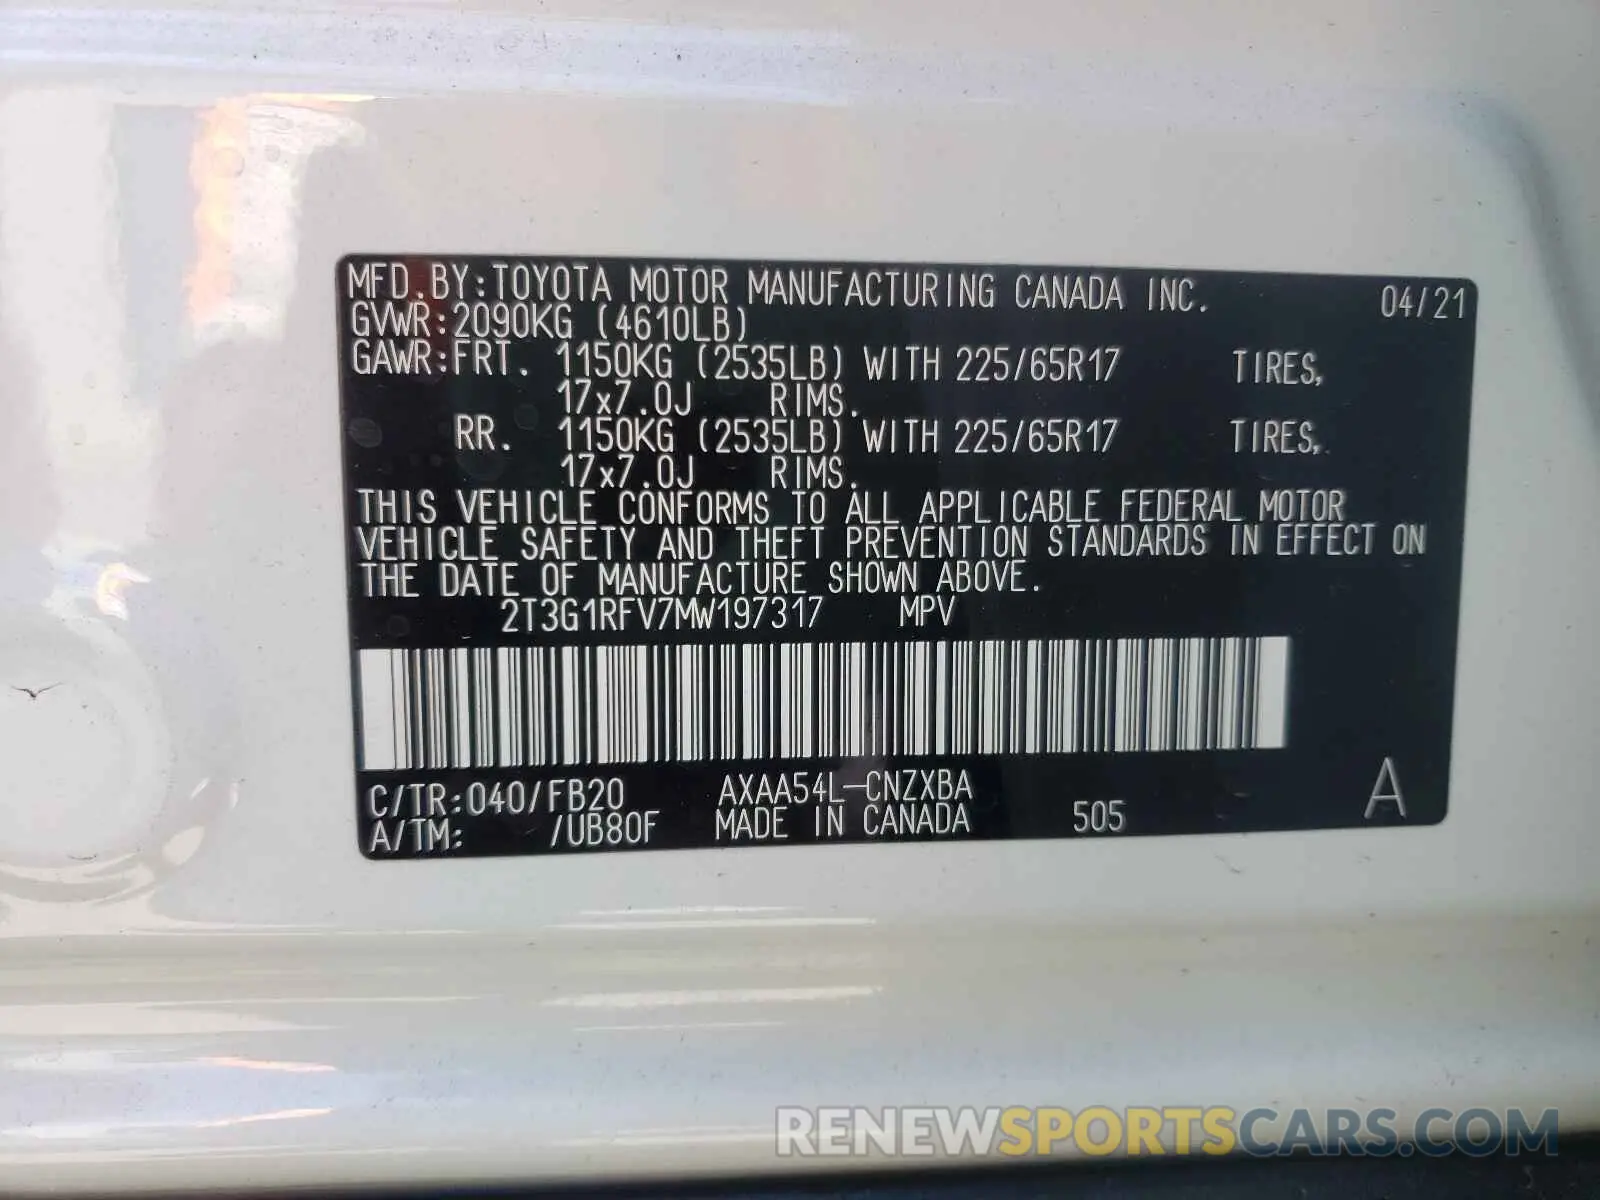 MFD.BY:TOYOTA MOTOR MANUFACTURING CANADA INC. 04/21
GVWR:2090KG (4610LB)
GAWR:FRT. 1150KG (2535LB) WITH 225/65R17 TIRES,
17x7.0J RIMS.
RR. 1150KG (2535LB) WITH 225/65R17 TIRES,
17x7.0J RIMS.
THIS VEHICLE CONFORMS TO ALL APPLICABLE FEDERAL MOTOR
VEHICLE SAFETY AND THEFT PREVENTION STANDARDS IN EFFECT ON
THE DATE OF MANUFACTURE SHOWN ABOVE.
2T3G1RFV7MW197317 MPV
C/TR:040/FB20 AXAA54L-CNZXBA A
A/TM: /UB80F MADE IN CANADA 505
RENEWSPORTSCARS.COM